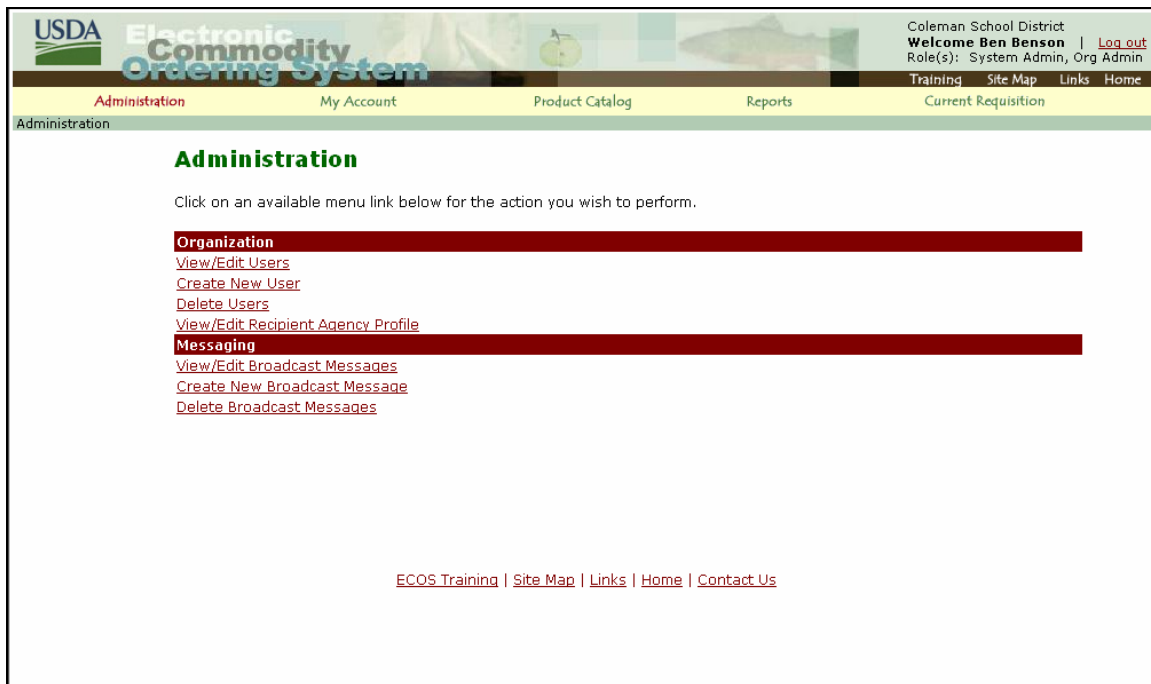 USDA
Electronic
Commodity
Ordering System
Coleman School District
Welcome Ben Benson | Log out
Role(s): System Admin, Org Admin
Training Site Map Links Home
Administration My Account Product Catalog Reports Current Requisition
Administration
Administration
Click on an available menu link below for the action you wish to perform.
Organization
View/Edit Users
Create New User
Delete Users
View/Edit Recipient Agency Profile
Messaging
View/Edit Broadcast Messages
Create New Broadcast Message
Delete Broadcast Messages
ECOS Training | Site Map | Links | Home | Contact Us